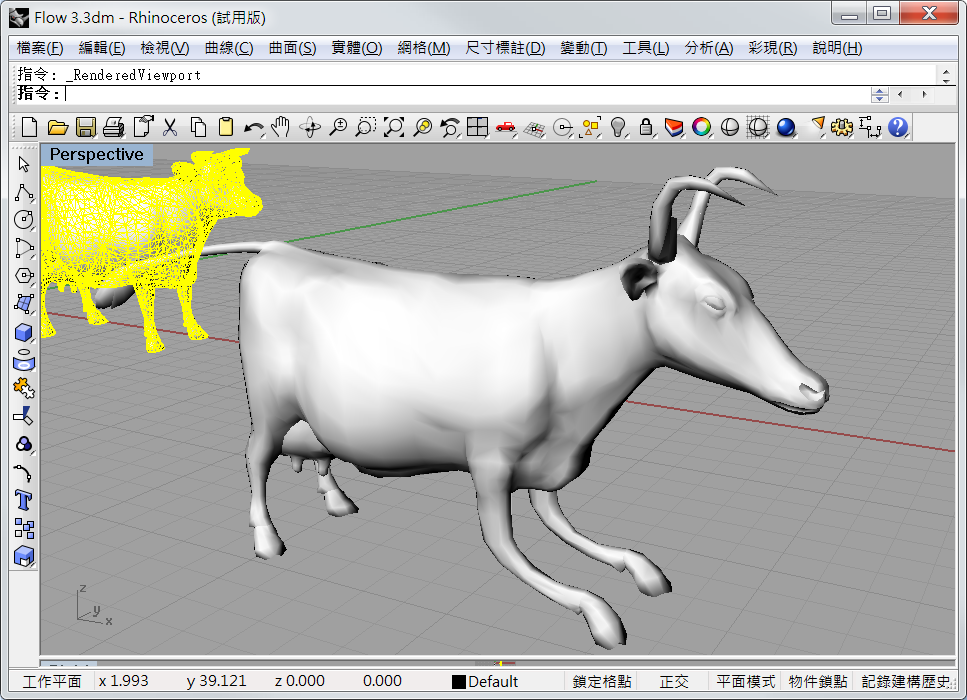 Flow 3.3dm - Rhinoceros (試用版)
檔案(F) 編輯(E) 檢視(V) 曲線(C) 曲面(S) 實體(O) 網格(M) 尺寸標註(D) 變動(T) 工具(L) 分析(A) 彩現(R) 說明(H)
指令: _RenderedViewport
指令:
Perspective
z
y
x
工作平面 x 1.993 y 39.121 z 0.000 0.000 Default 鎖定格點 正交 平面模式 物件鎖點 記錄建構歷史